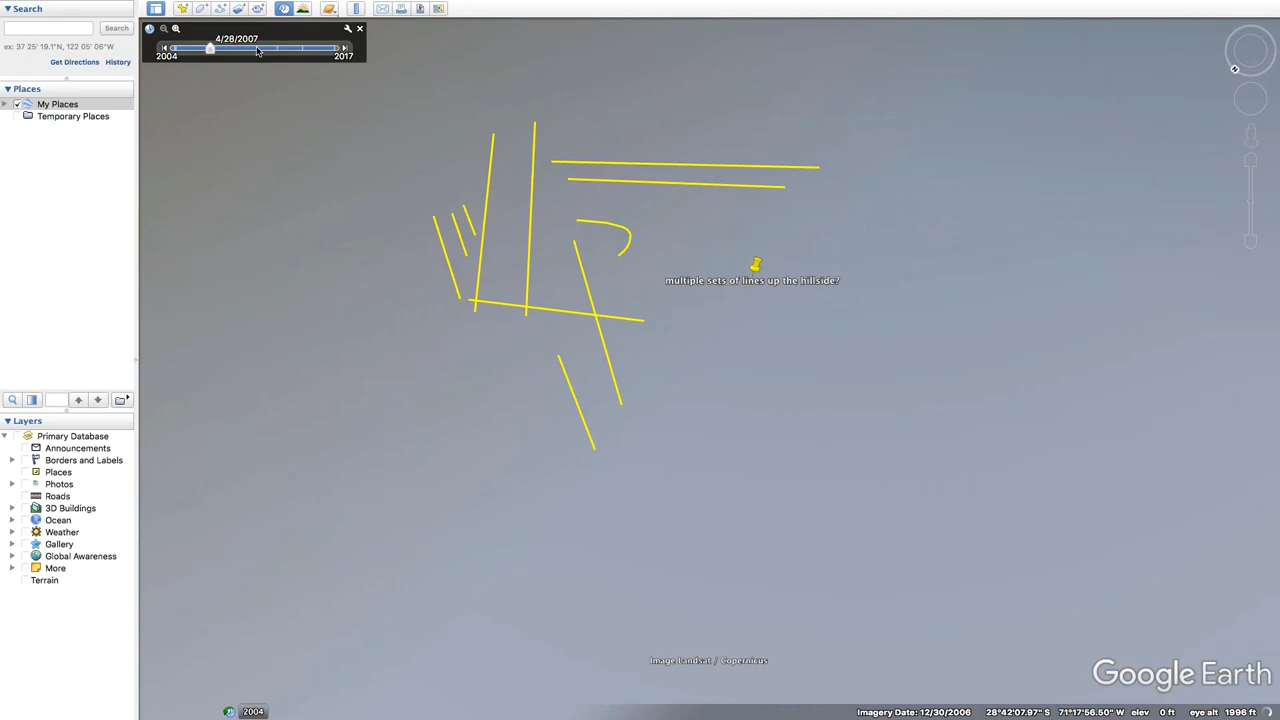 Search
Search
ex: 37 25' 19.1"N, 122 05' 06"W
Get Directions History
Places
My Places
Temporary Places
Layers
Primary Database
Announcements
Borders and Labels
Places
Photos
Roads
3D Buildings
Ocean
Weather
Gallery
Global Awareness
More
Terrain
4/28/2007
2004 2017
multiple sets of lines up the hillside?
Image Landsat / Copernicus
Google Earth
2004
Imagery Date: 12/30/2006 28°42'07.97" S 71°17'56.50" W elev 0 ft eye alt 1996 ft